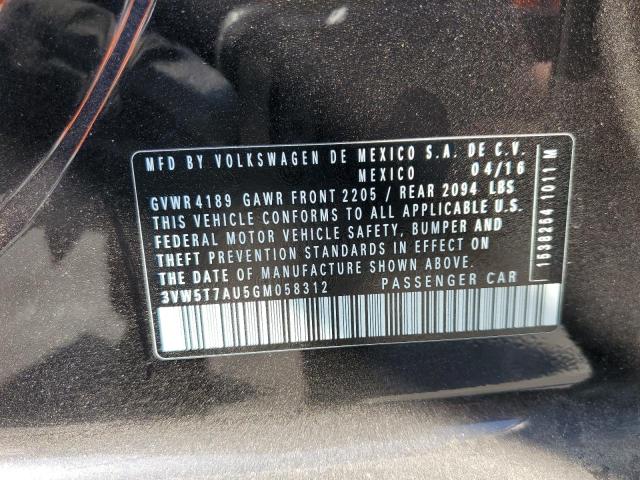 MFD BY VOLKSWAGEN DE MEXICO S.A. DE C.V.
MEXICO 04/16
GVWR 4189 GAWR FRONT 2205 / REAR 2094 LBS
THIS VEHICLE CONFORMS TO ALL APPLICABLE U.S.
FEDERAL MOTOR VEHICLE SAFETY, BUMPER AND
THEFT PREVENTION STANDARDS IN EFFECT ON
THE DATE OF MANUFACTURE SHOWN ABOVE.
3VW5T7AU5GM058312 PASSENGER CAR
1538264 1011 M